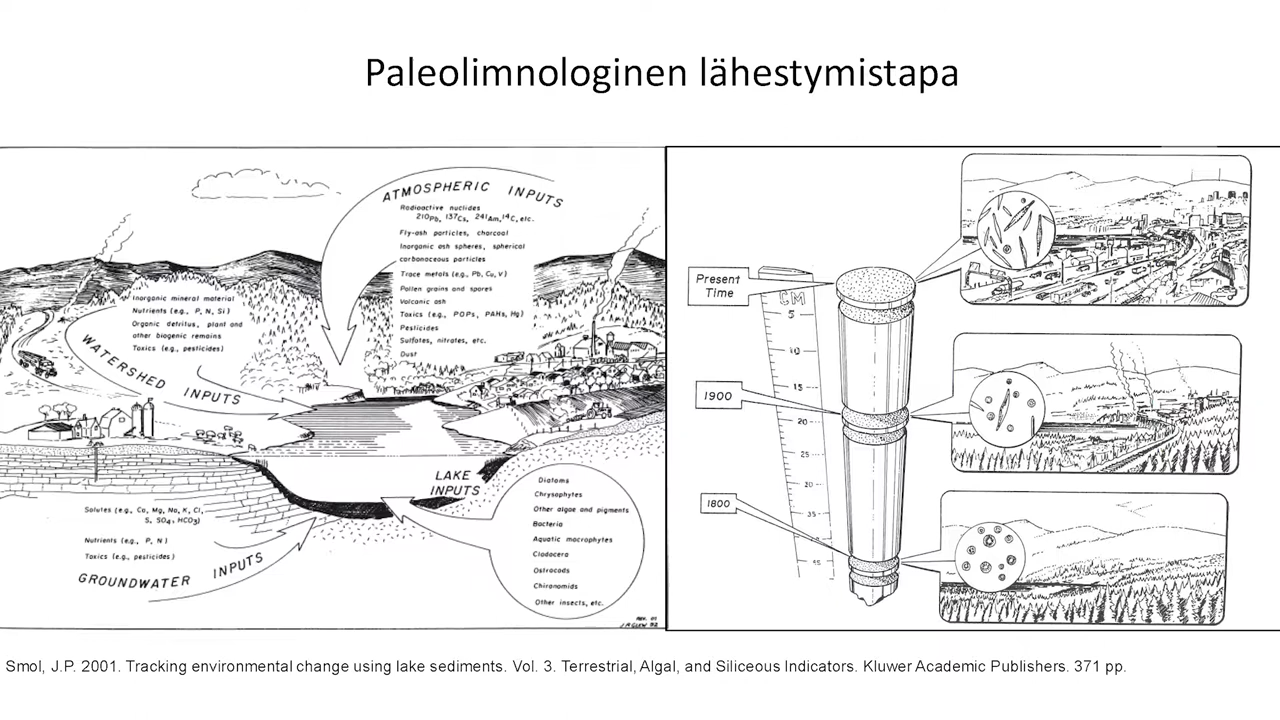 Paleolimnologinen lähestymistapa
ATMOSPHERIC INPUTS
Radioactive nuclides
210Pb, 137Cs, 241Am, 14C, etc.
Fly-ash particles, charcoal
Inorganic ash spheres, spherical
carbonaceous particles
Trace metals (e.g., Pb, Cu, V)
Pollen grains and spores
Volcanic ash
Toxics (e.g., POPs, PAHs, Hg)
Pesticides
Sulfates, nitrates, etc.
Dust
Inorganic mineral material
Nutrients (e.g., P, N, Si)
Organic detritus, plant and
other biogenic remains
Toxics (e.g., pesticides)
WATERSHED INPUTS
LAKE
INPUTS
Diatoms
Chrysophytes
Other algae and pigments
Bacteria
Aquatic macrophytes
Cladocera
Ostracods
Chironomids
Other insects, etc.
Solutes (e.g., Ca, Mg, Na, K, Cl,
S, SO4, HCO3)
Nutrients (e.g., P, N)
Toxics (e.g., pesticides)
GROUNDWATER INPUTS
Present
Time
CM
5
10
15
1900
20
25
1800
35
Smol, J.P. 2001. Tracking environmental change using lake sediments. Vol. 3. Terrestrial, Algal, and Siliceous Indicators. Kluwer Academic Publishers. 371 pp.